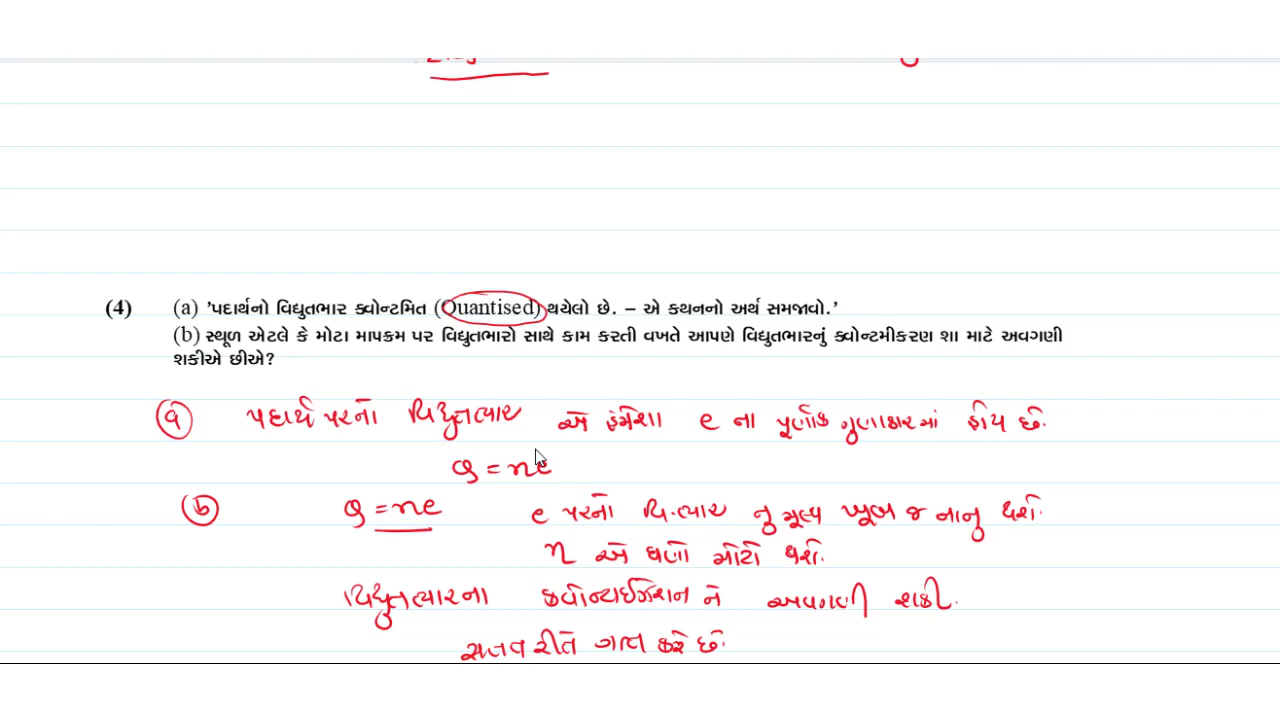 (4) (a) 'પદાર્થનો વિદ્યુતભાર ક્વોન્ટમિત (Quantised) થયેલો છે. – એ કથનનો અર્થ સમજાવો.'
(b) સ્થૂળ એટલે કે મોટા માપક્રમ પર વિદ્યુતભારો સાથે કામ કરતી વખતે આપણે વિદ્યુતભારનું ક્વોન્ટમીકરણ શા માટે અવગણી
શકીએ છીએ?
(a) પદાર્થ પરનો વિદ્યુતભાર એ હંમેશા e ના પૂર્ણાંક ગુણાકારમાં હોય છે.
Q = ne
(b) Q = ne e પરનો વિ.ભાર નુ મૂલ્ય ખૂબ જ નાનુ થશે.
n એ ઘણો મોટો થશે.
વિદ્યુતભારના ક્વોન્ટાઈઝેશન ને અવગણી શકી.
સતત રીતે ગતિ કરે છે.